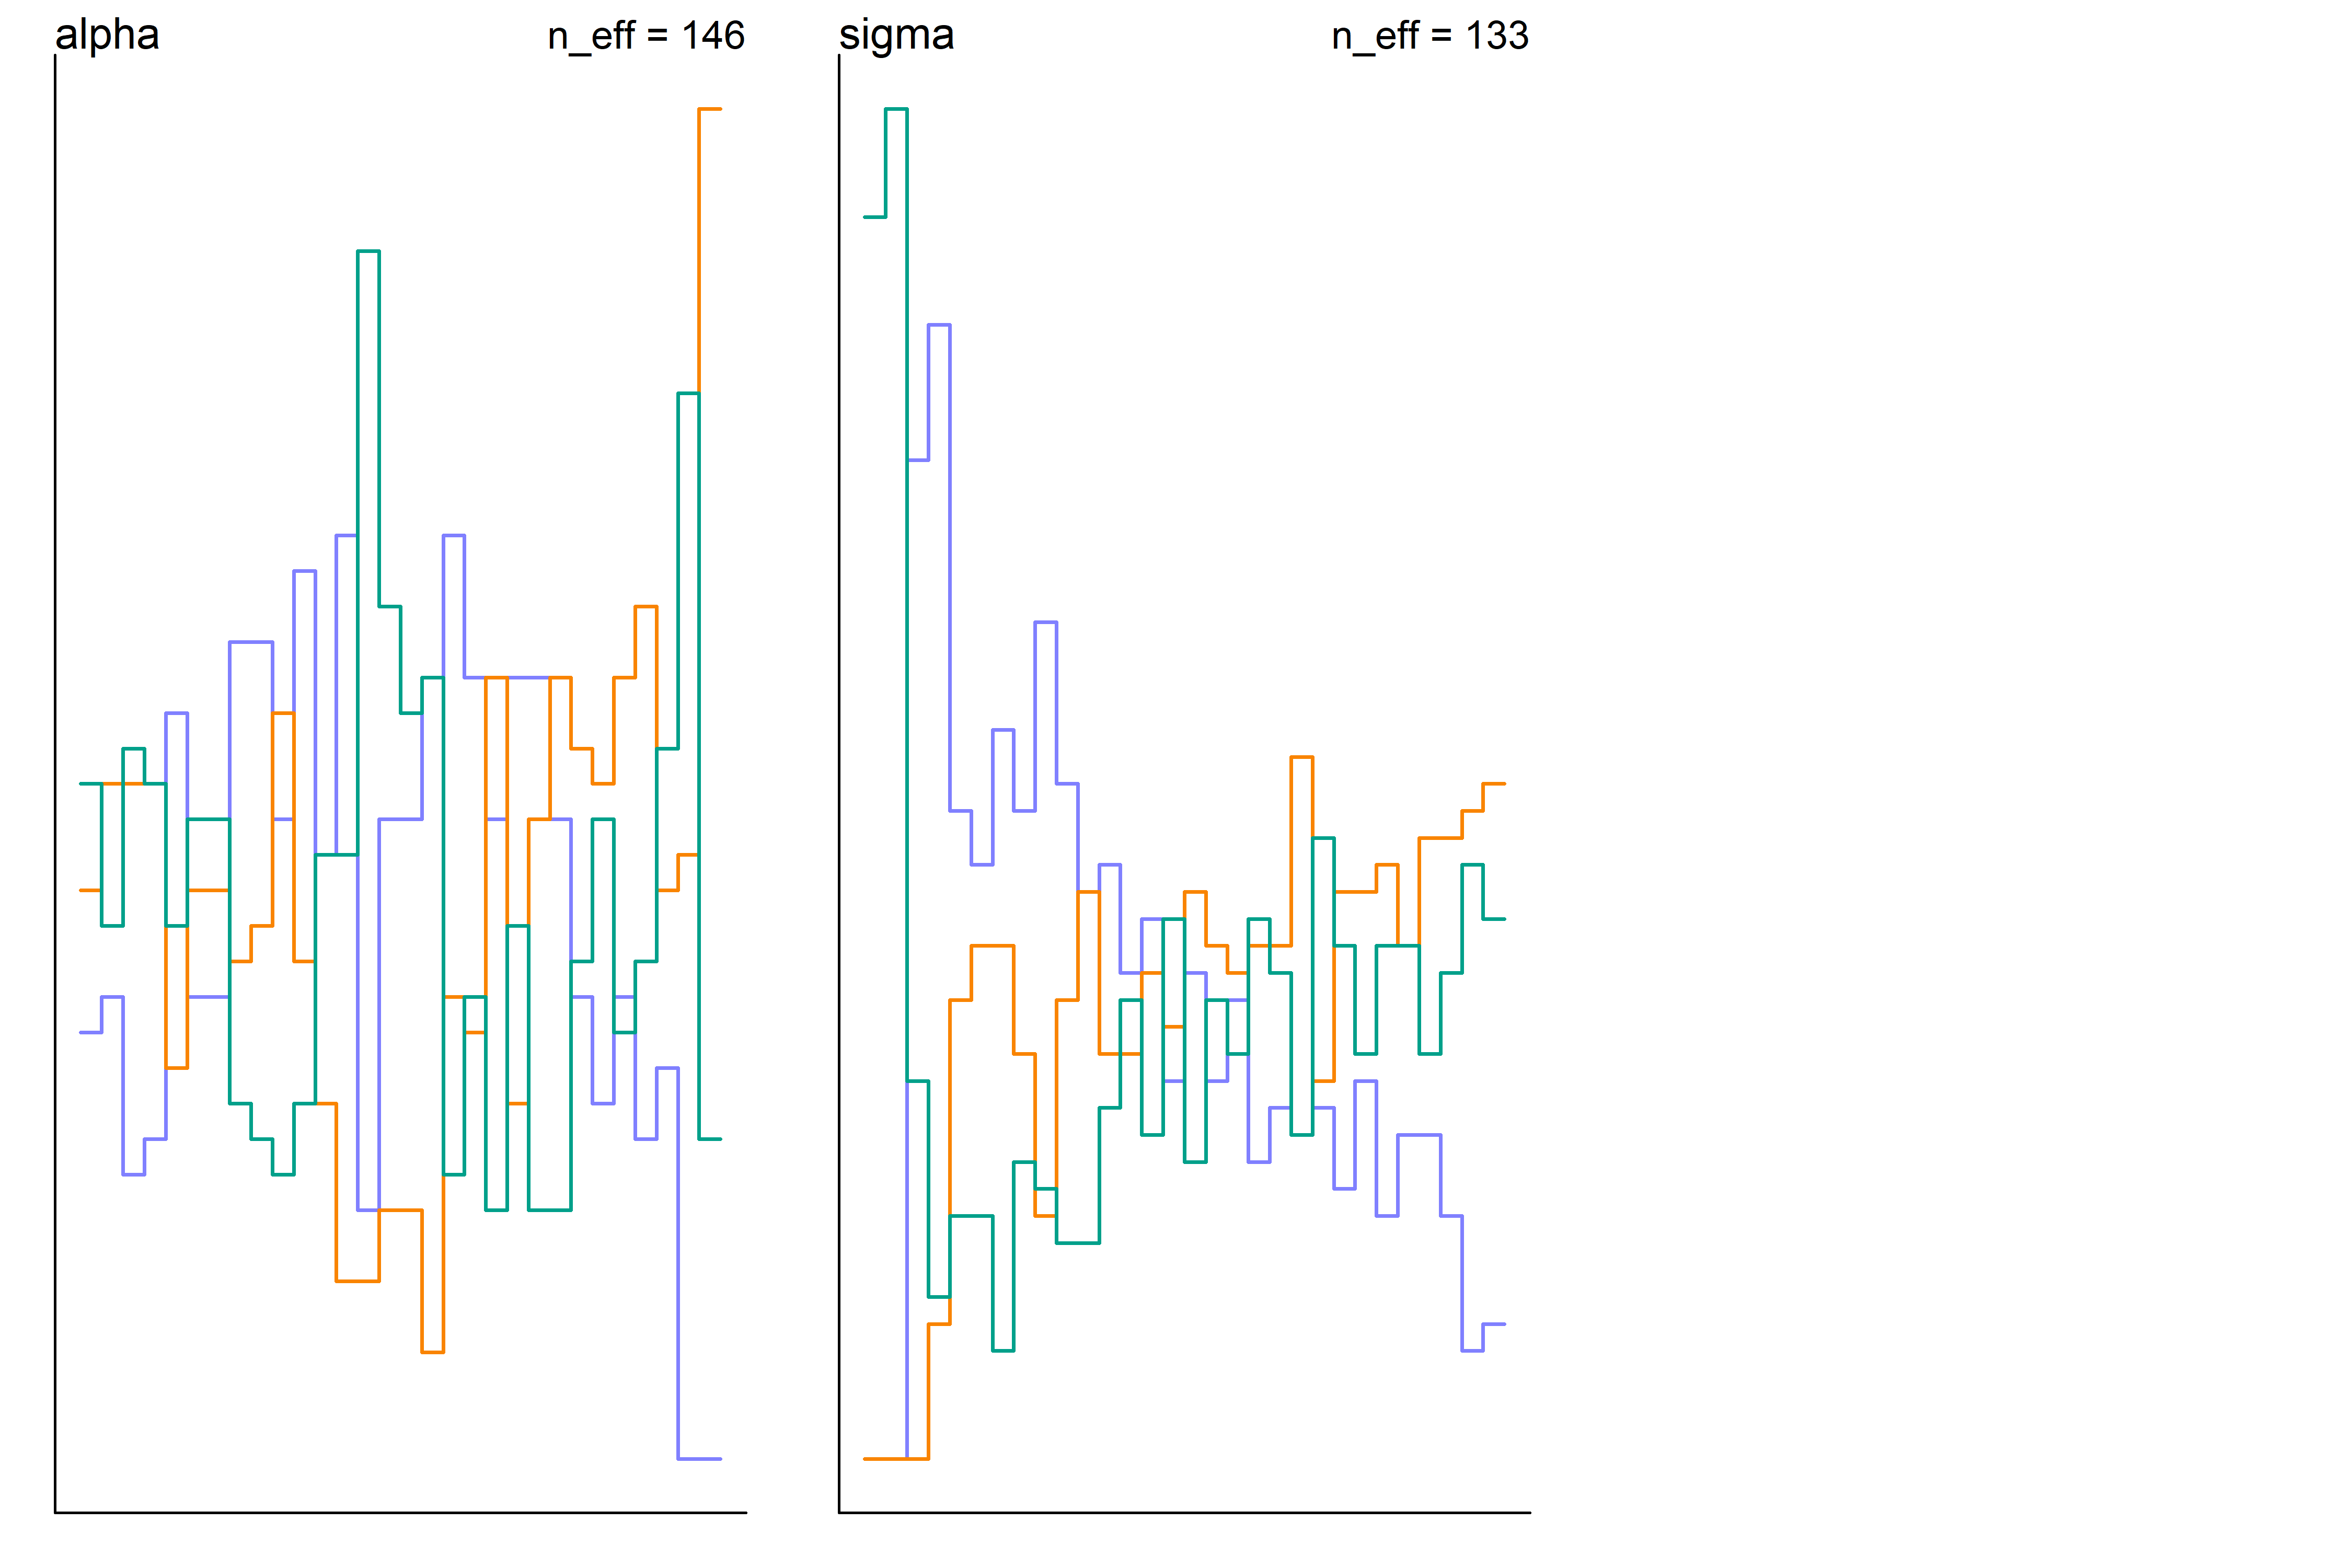 alpha n_eff = 146
sigma n_eff = 133